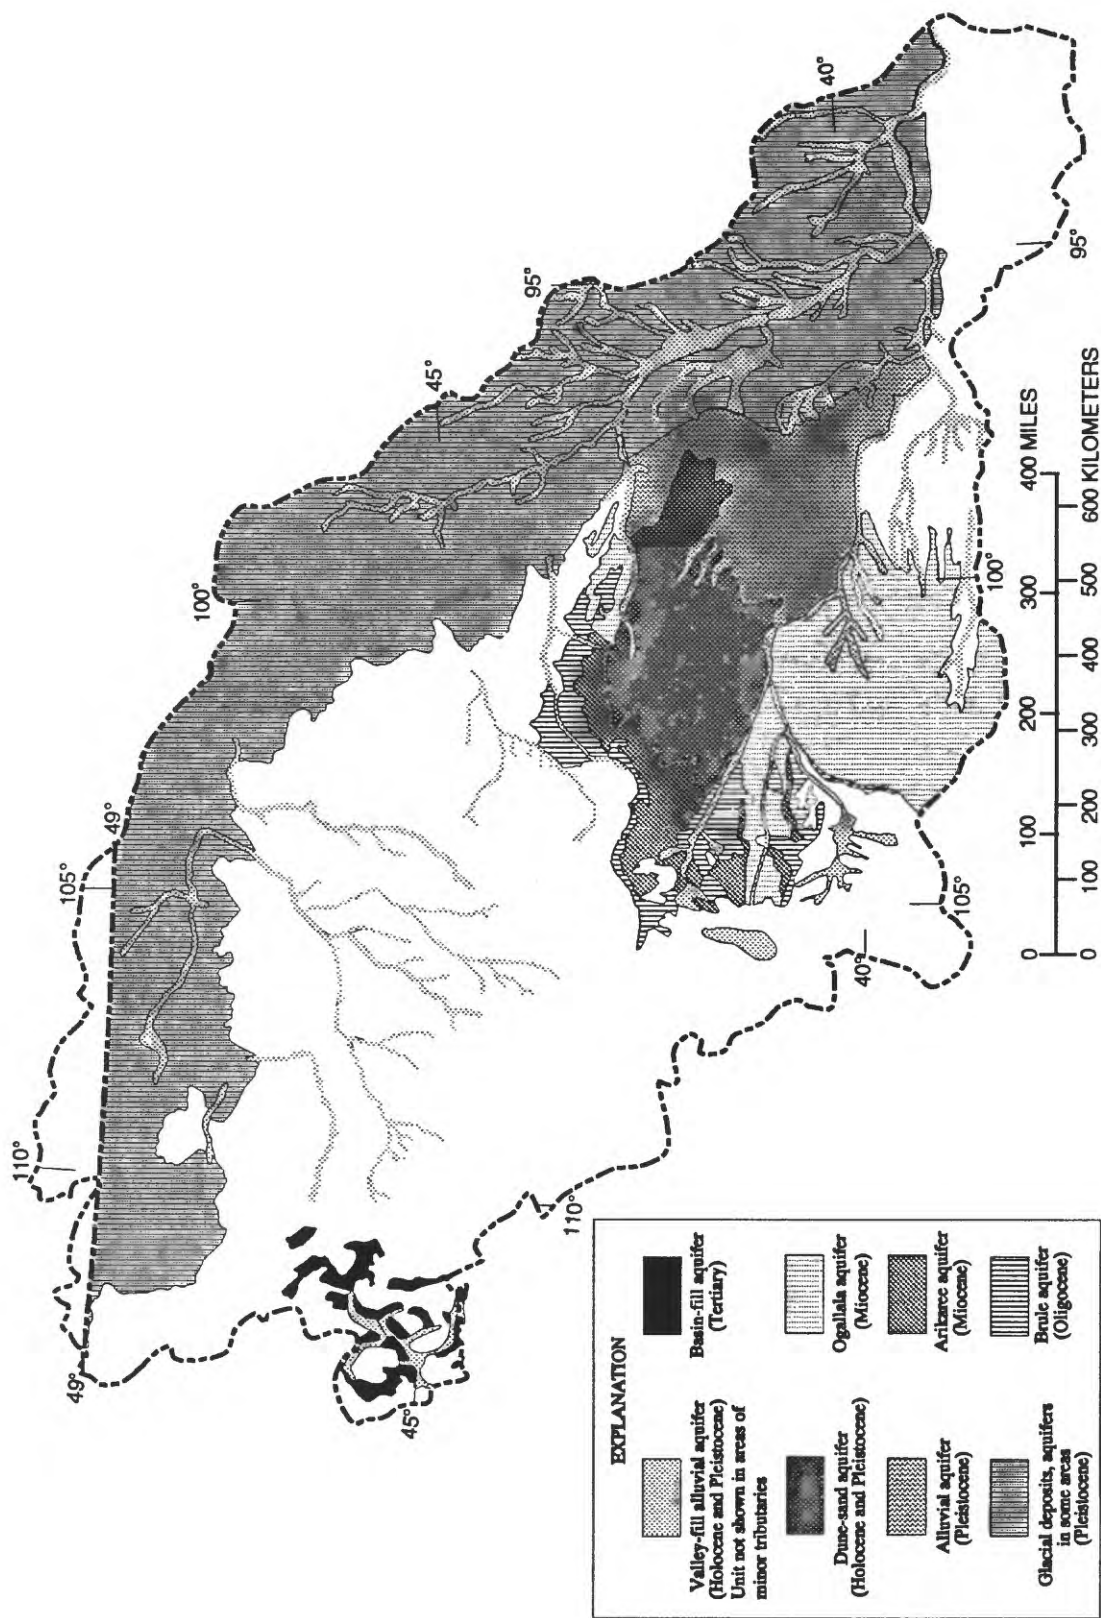 49°
110°
105°
49°
100°
45°
95°
40°
45°
110°
40°
105°
100°
95°
0 100 200 300 400 MILES
0 100 200 300 400 500 600 KILOMETERS
EXPLANATION
Valley-fill alluvial aquifer
(Holocene and Pleistocene)
Unit not shown in areas of
minor tributaries
Dune-sand aquifer
(Holocene and Pleistocene)
Alluvial aquifer
(Pleistocene)
Glacial deposits, aquifers
in some areas
(Pleistocene)
Basin-fill aquifer
(Tertiary)
Ogallala aquifer
(Miocene)
Arikaree aquifer
(Miocene)
Brule aquifer
(Oligocene)